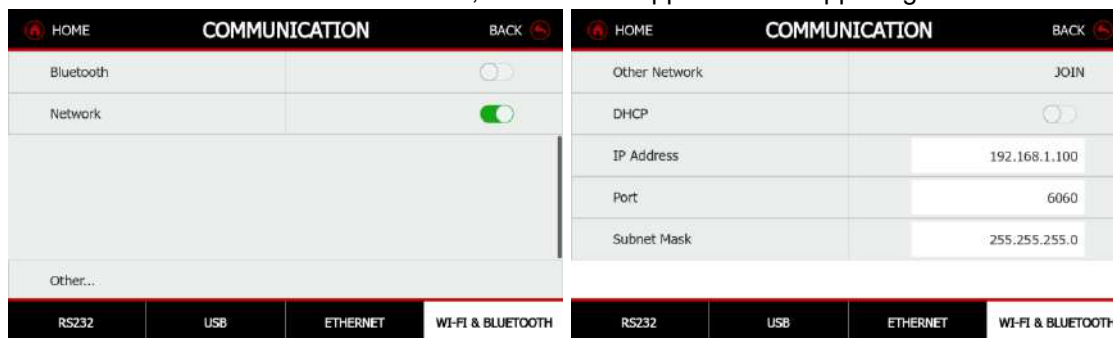 HOME COMMUNICATION BACK
Bluetooth
Network
Other...
RS232 USB ETHERNET WI-FI & BLUETOOTH
HOME COMMUNICATION BACK
Other Network JOIN
DHCP
IP Address 192.168.1.100
Port 6060
Subnet Mask 255.255.255.0
RS232 USB ETHERNET WI-FI & BLUETOOTH